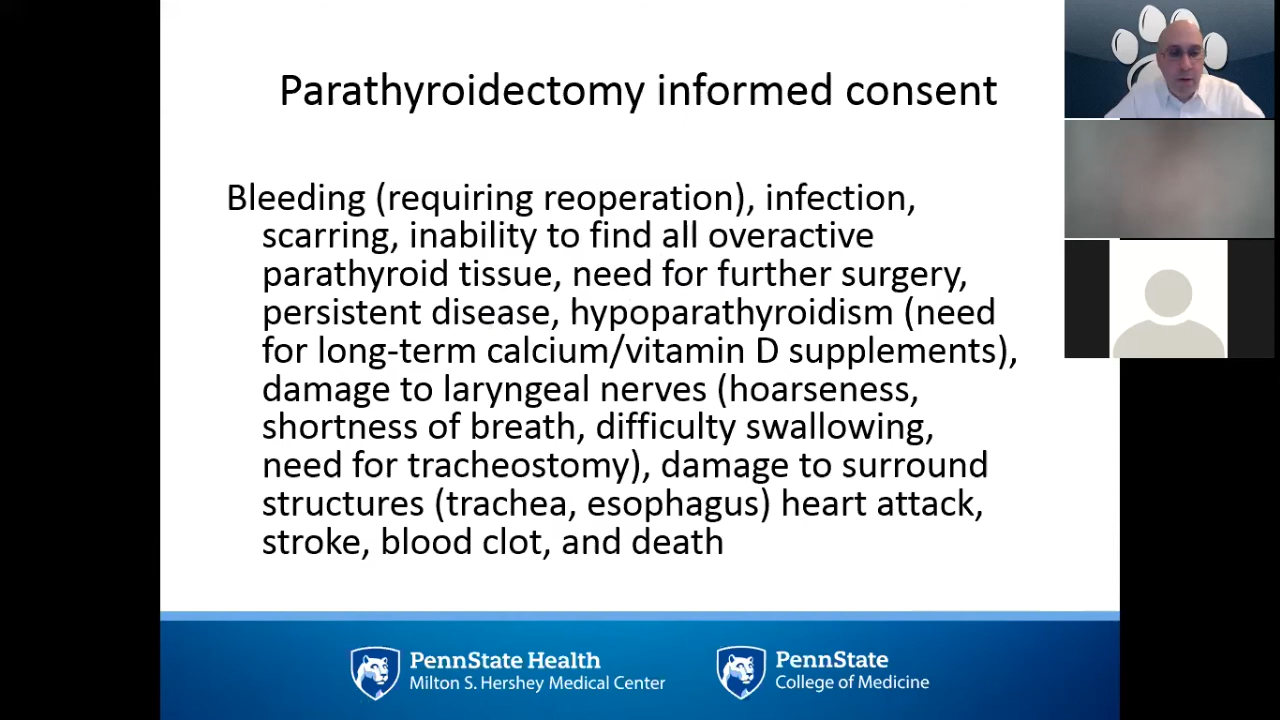 Parathyroidectomy informed consent
Bleeding (requiring reoperation), infection,
scarring, inability to find all overactive
parathyroid tissue, need for further surgery,
persistent disease, hypoparathyroidism (need
for long-term calcium/vitamin D supplements),
damage to laryngeal nerves (hoarseness,
shortness of breath, difficulty swallowing,
need for tracheostomy), damage to surround
structures (trachea, esophagus) heart attack,
stroke, blood clot, and death
PennState Health
Milton S. Hershey Medical Center
PennState
College of Medicine